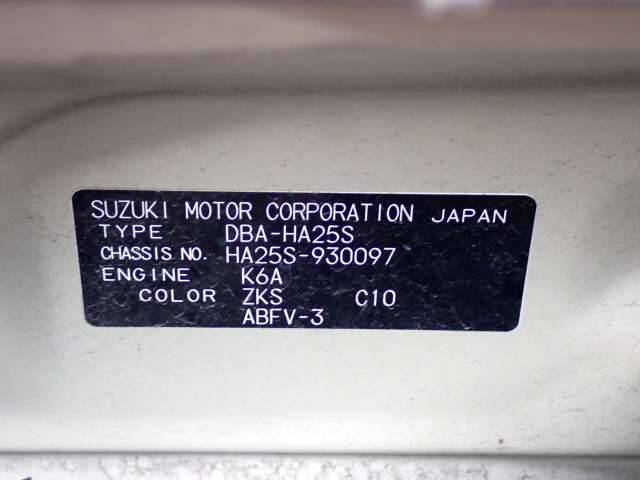 SUZUKI MOTOR CORPORATION JAPAN
TYPE DBA-HA25S
CHASSIS NO. HA25S-930097
ENGINE K6A
COLOR ZKS C10
ABFV-3